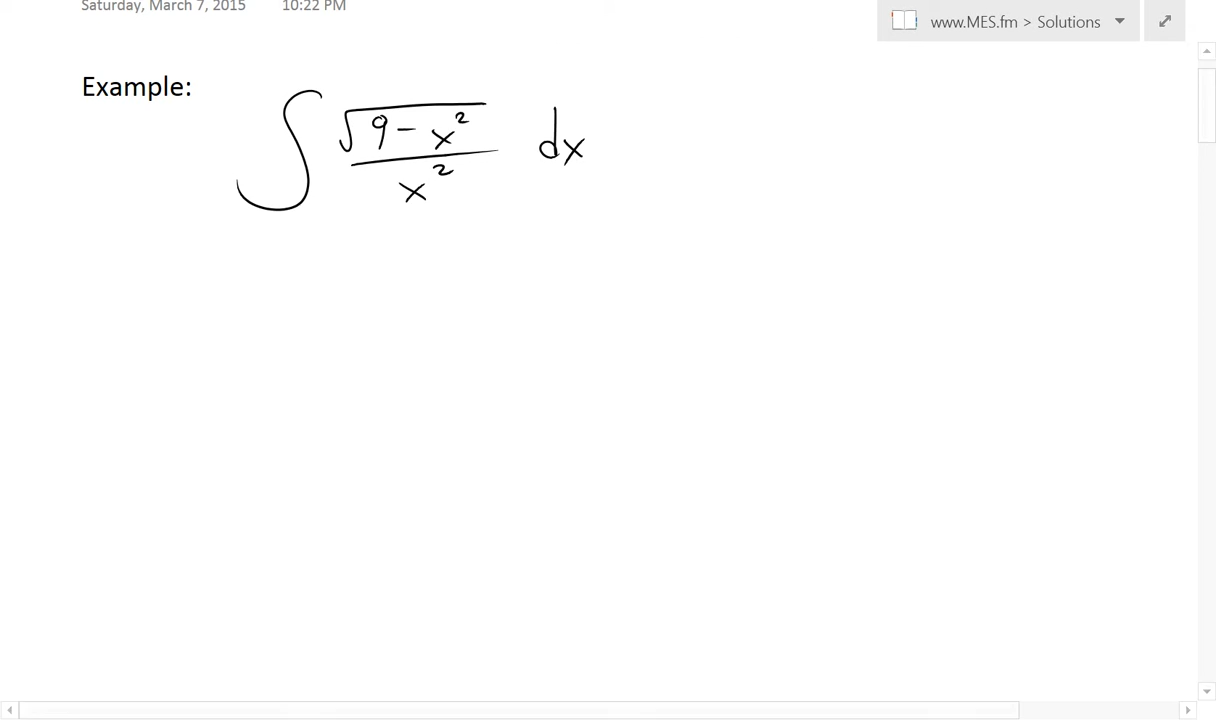 Saturday, March 7, 2015 10:22 PM
www.MES.fm > Solutions
Example: ∫ √(9 − x²) / x² dx